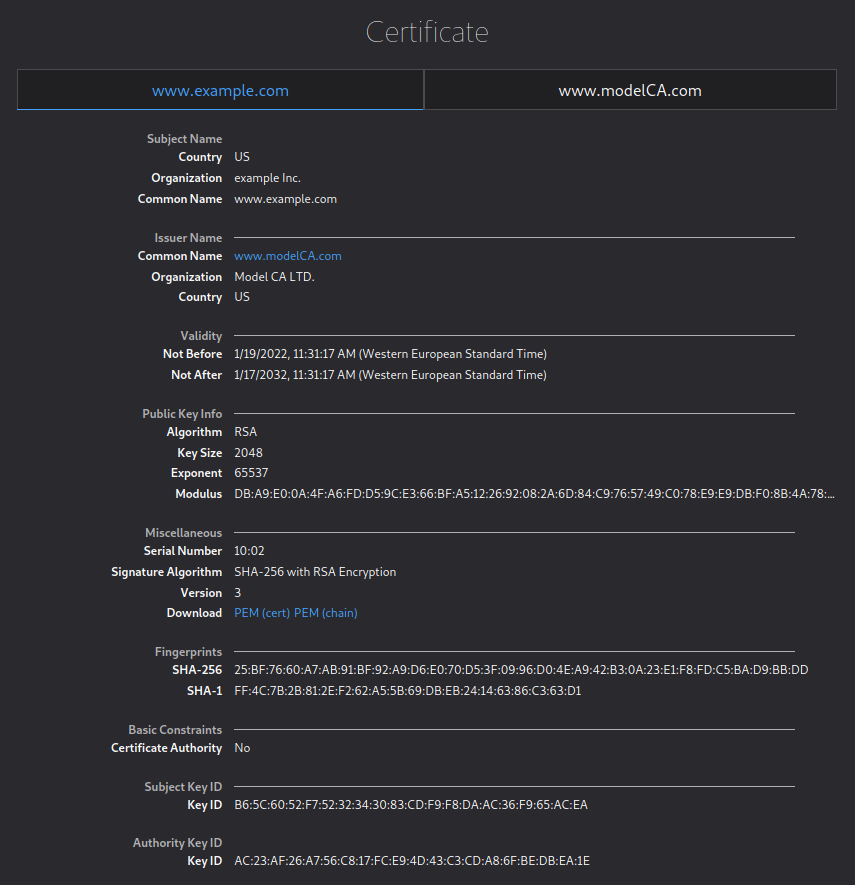 Certificate
www.example.com www.modelCA.com
Subject Name
Country US
Organization example Inc.
Common Name www.example.com
Issuer Name
Common Name www.modelCA.com
Organization Model CA LTD.
Country US
Validity
Not Before 1/19/2022, 11:31:17 AM (Western European Standard Time)
Not After 1/17/2032, 11:31:17 AM (Western European Standard Time)
Public Key Info
Algorithm RSA
Key Size 2048
Exponent 65537
Modulus DB:A9:E0:0A:4F:A6:FD:D5:9C:E3:66:BF:A5:12:26:92:08:2A:6D:84:C9:76:57:49:C0:78:E9:E9:DB:F0:8B:4A:78:...
Miscellaneous
Serial Number 10:02
Signature Algorithm SHA-256 with RSA Encryption
Version 3
Download PEM (cert) PEM (chain)
Fingerprints
SHA-256 25:BF:76:60:A7:AB:91:BF:92:A9:D6:E0:70:D5:3F:09:96:D0:4E:A9:42:B3:0A:23:E1:F8:FD:C5:BA:D9:BB:DD
SHA-1 FF:4C:7B:2B:81:2E:F2:62:A5:5B:69:DB:EB:24:14:63:86:C3:63:D1
Basic Constraints
Certificate Authority No
Subject Key ID
Key ID B6:5C:60:52:F7:52:32:34:30:83:CD:F9:F8:DA:AC:36:F9:65:AC:EA
Authority Key ID
Key ID AC:23:AF:26:A7:56:C8:17:FC:E9:4D:43:C3:CD:A8:6F:BE:DB:EA:1E